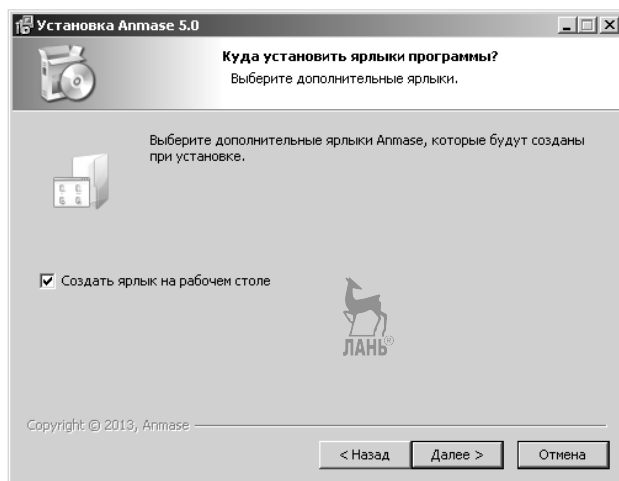 Установка Anmase 5.0
Куда установить ярлыки программы?
Выберите дополнительные ярлыки.
Выберите дополнительные ярлыки Anmase, которые будут созданы
при установке.
Создать ярлык на рабочем столе
ЛАНЬ®
Copyright © 2013, Anmase
< Назад
Далее >
Отмена